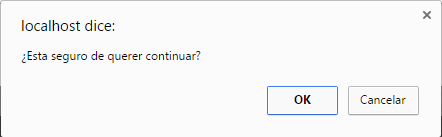 localhost dice:
¿Esta seguro de querer continuar?
OK
Cancelar